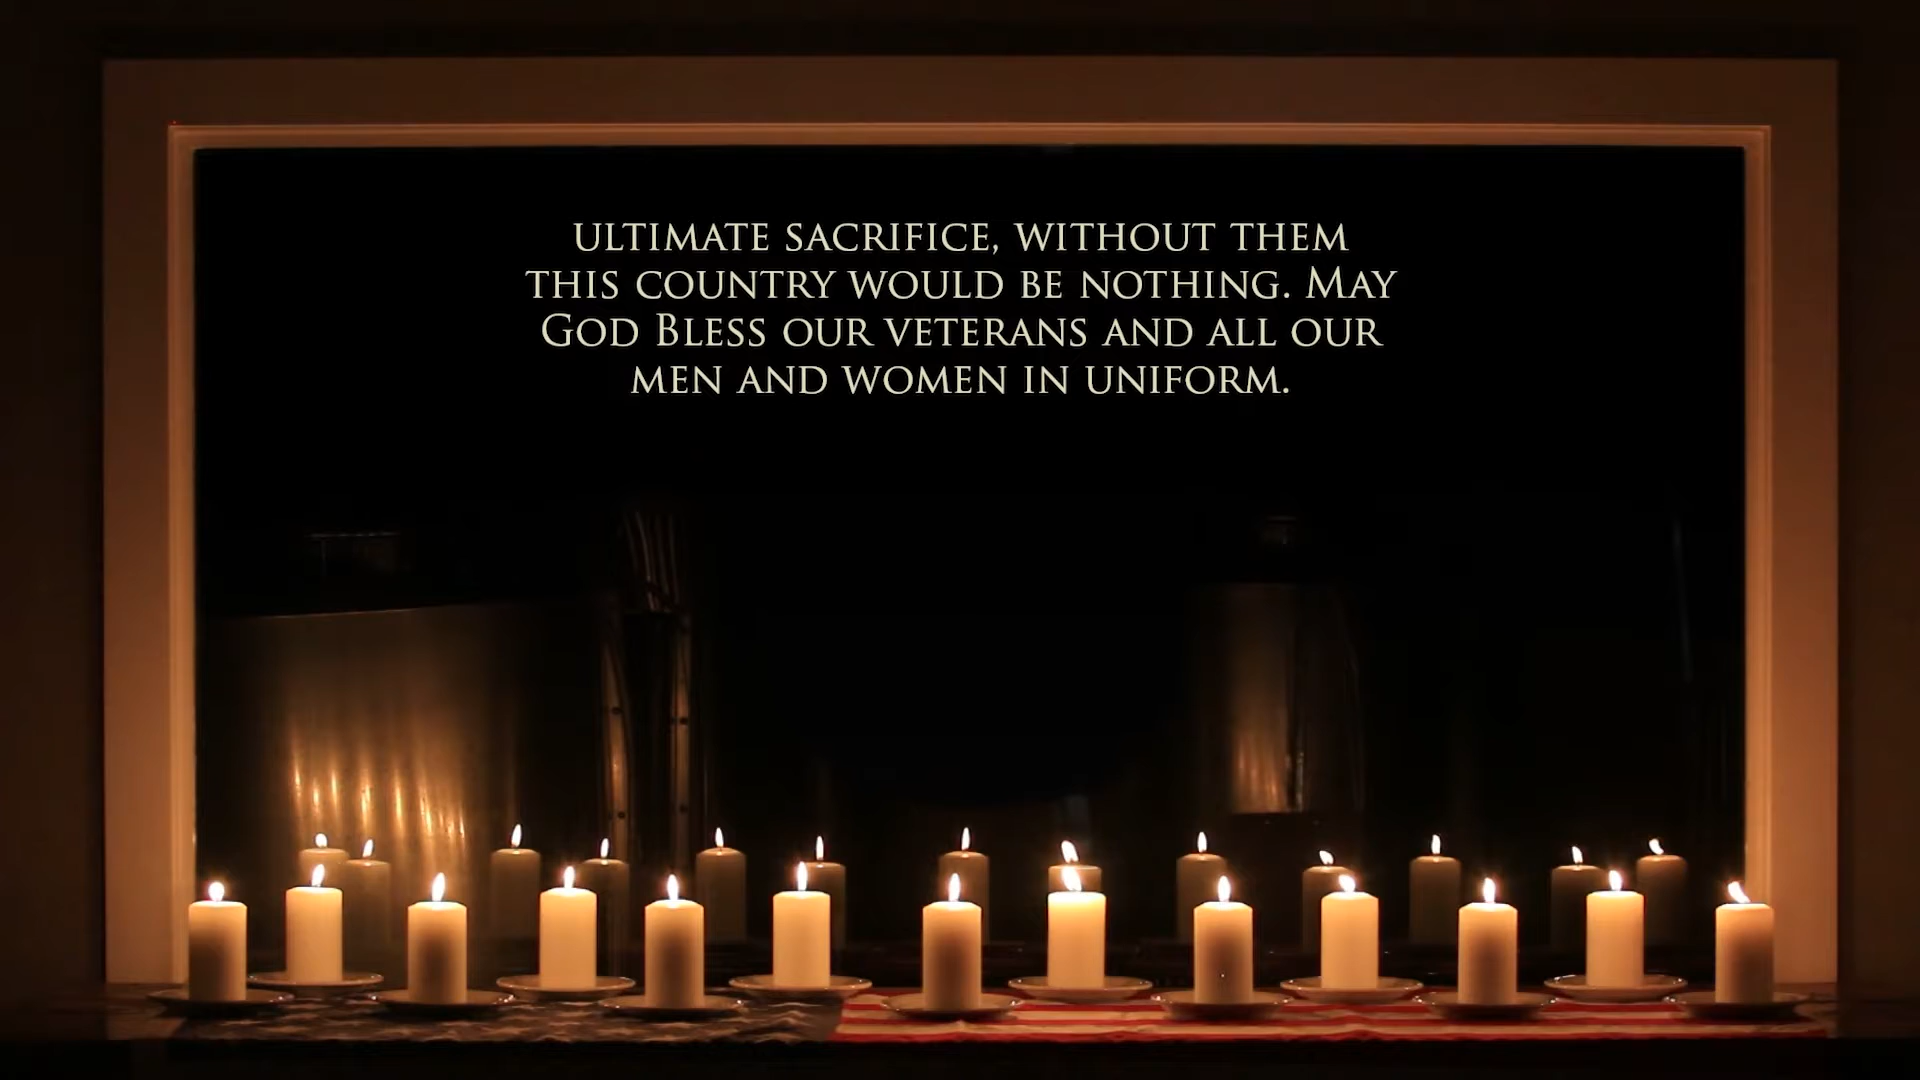 ULTIMATE SACRIFICE, WITHOUT THEM
THIS COUNTRY WOULD BE NOTHING. MAY
GOD BLESS OUR VETERANS AND ALL OUR
MEN AND WOMEN IN UNIFORM.